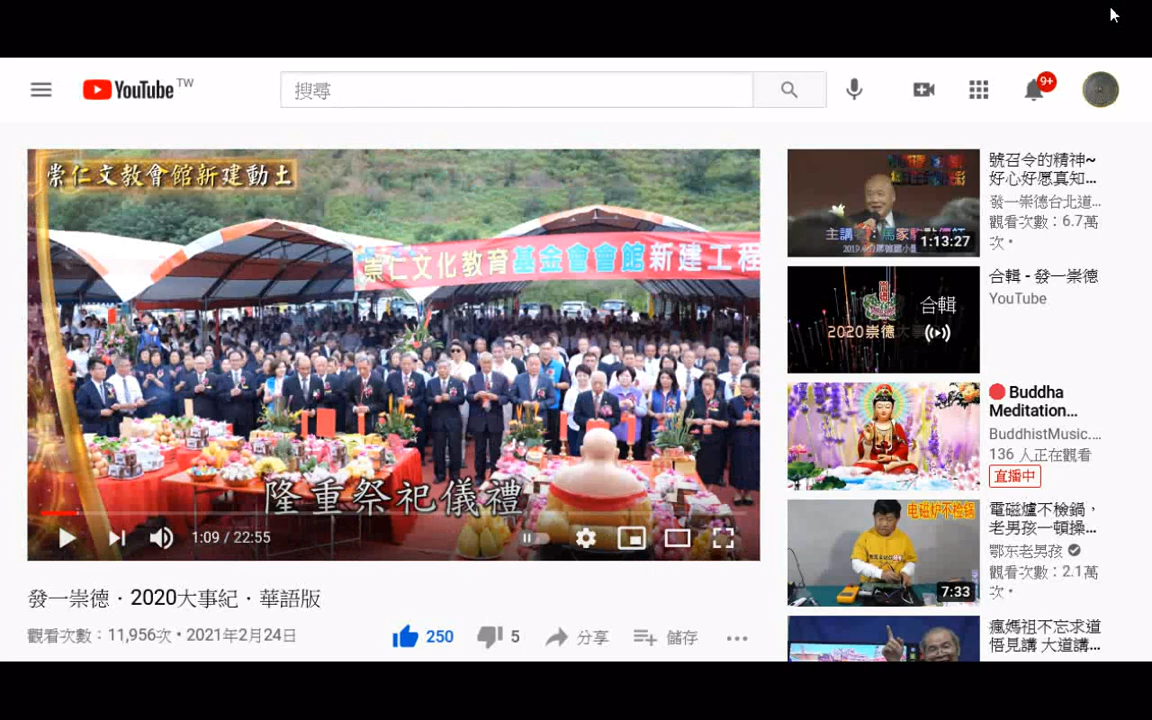 YouTube TW
搜尋
9+
崇仁文教會館新建動土
崇仁文化教育基金會會館新建工程
隆重祭祀儀禮
1:09 / 22:55
發一崇德．2020大事紀．華語版
觀看次數：11,956次 • 2021年2月24日
250
5
分享
儲存
1:13:27
號召令的精神~
好心好愿真知...
發一崇德台北道...
觀看次數：6.7萬
次 •
2020崇德大事
合輯
合輯 - 發一崇德
YouTube
Buddha
Meditation...
BuddhistMusic....
136 人正在觀看
直播中
电磁炉不檢鍋
7:33
電磁爐不檢鍋，
老男孩一頓操...
鄂东老男孩
觀看次數：2.1萬
次 •
瘋媽祖不忘求道
悟見講 大道講...